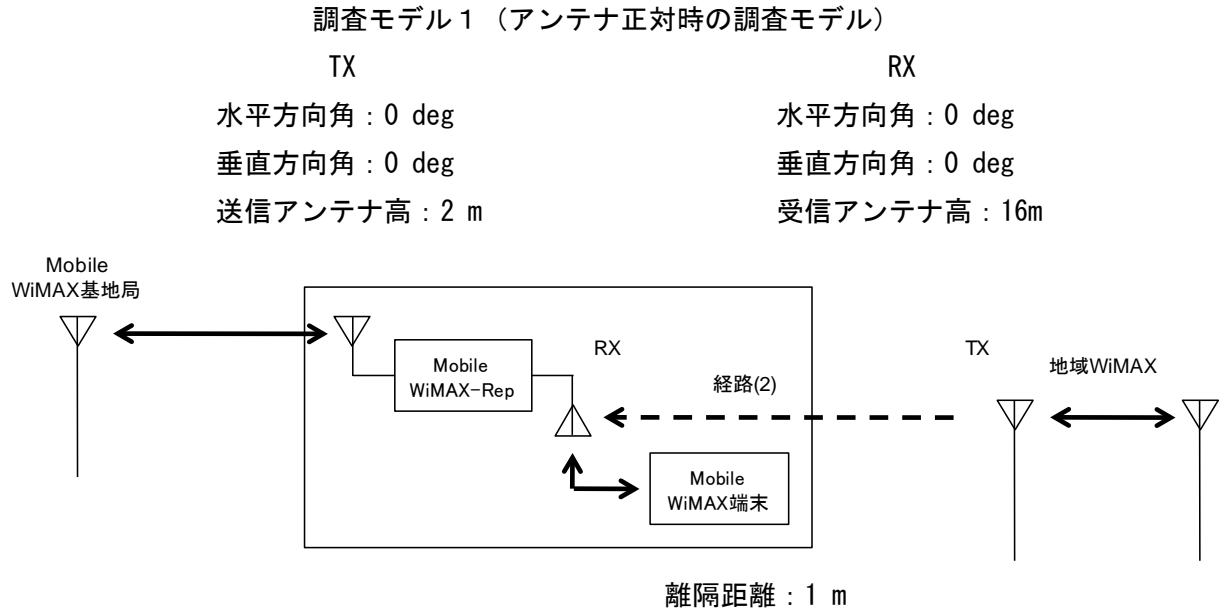 調査モデル１（アンテナ正対時の調査モデル）
TX
水平方向角：0 deg
垂直方向角：0 deg
送信アンテナ高：2 m
RX
水平方向角：0 deg
垂直方向角：0 deg
受信アンテナ高：16m
Mobile
WiMAX基地局
Mobile
WiMAX-Rep
RX
経路(2)
TX
地域WiMAX
Mobile
WiMAX端末
離隔距離：1 m